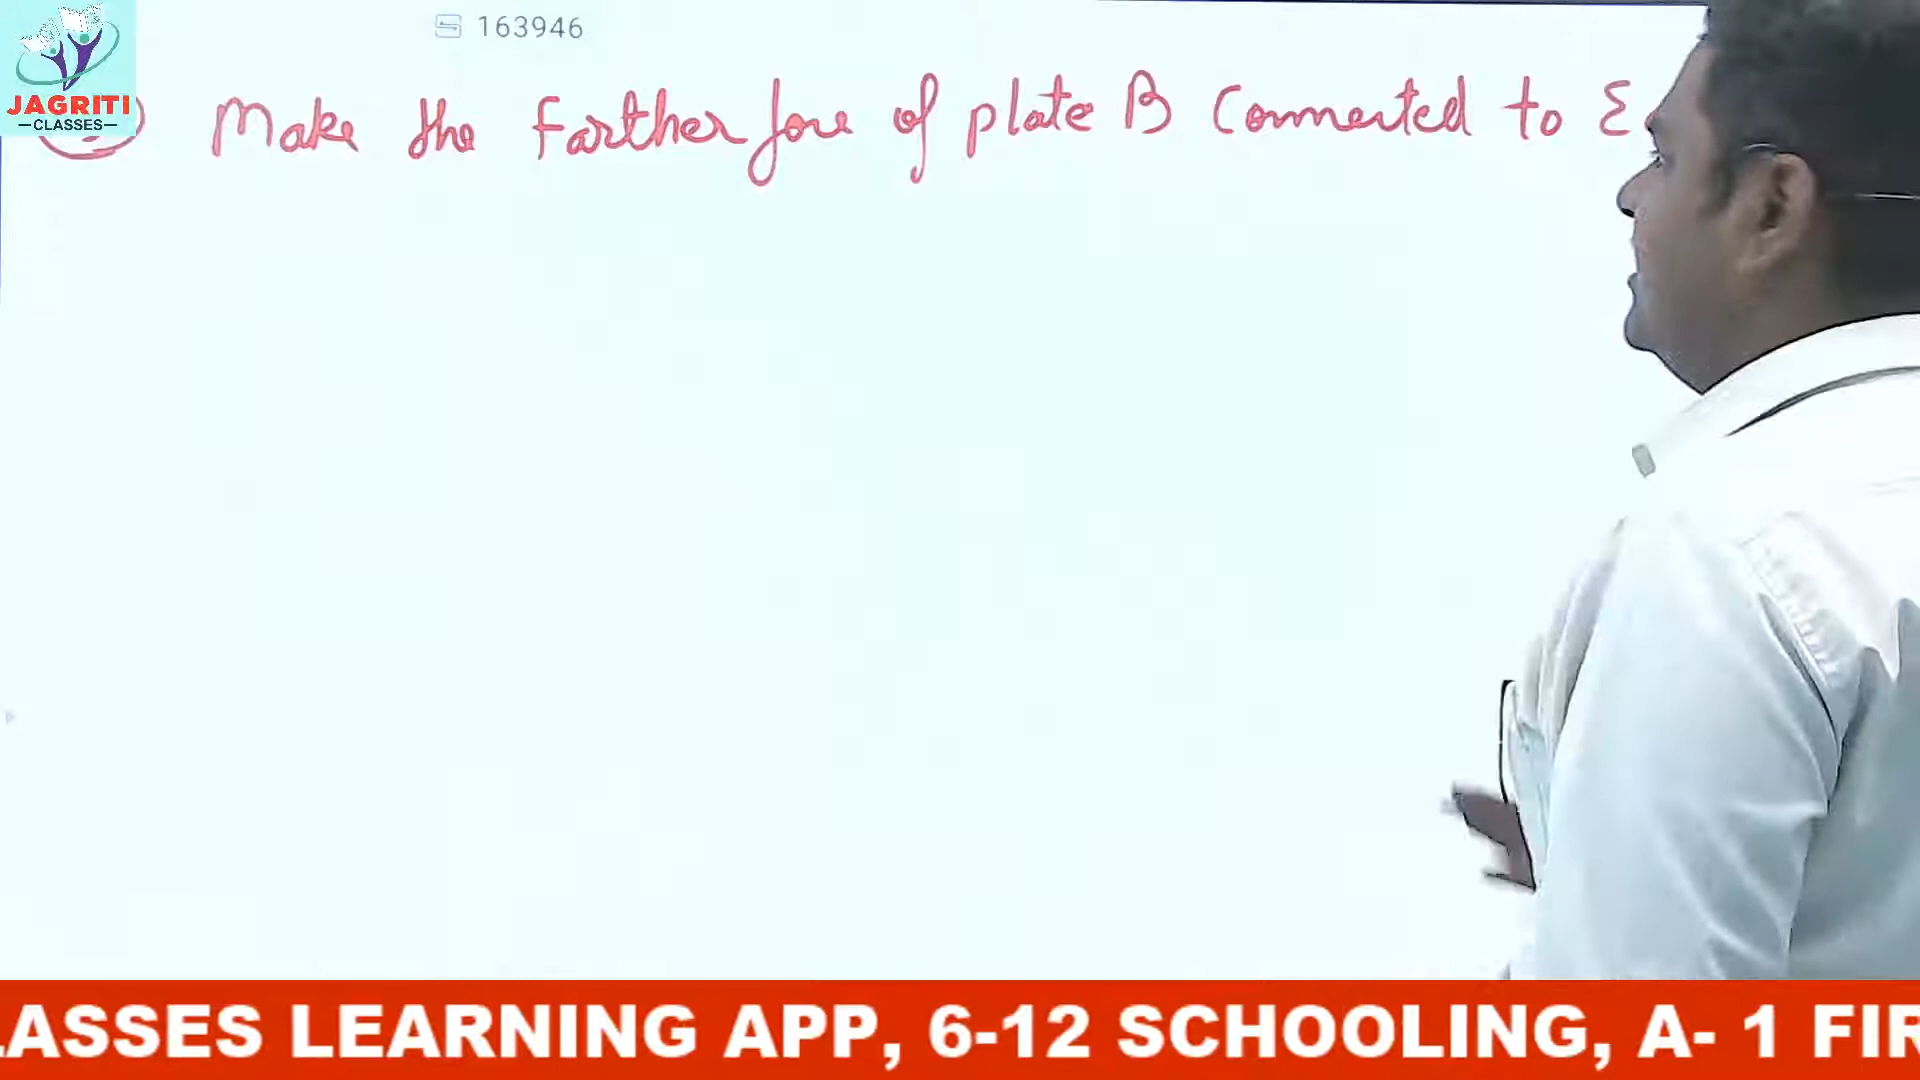 163946
JAGRITI
—CLASSES—
Make the farther face of plate B Connected to E
LASSES LEARNING APP, 6-12 SCHOOLING, A- 1 FIR